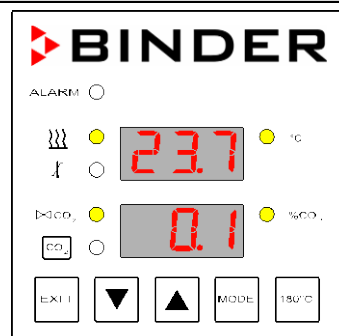 BINDER
ALARM
23.7 °C
CO₂ 0.1 %CO₂
CO₂
EXIT MODE 180°C